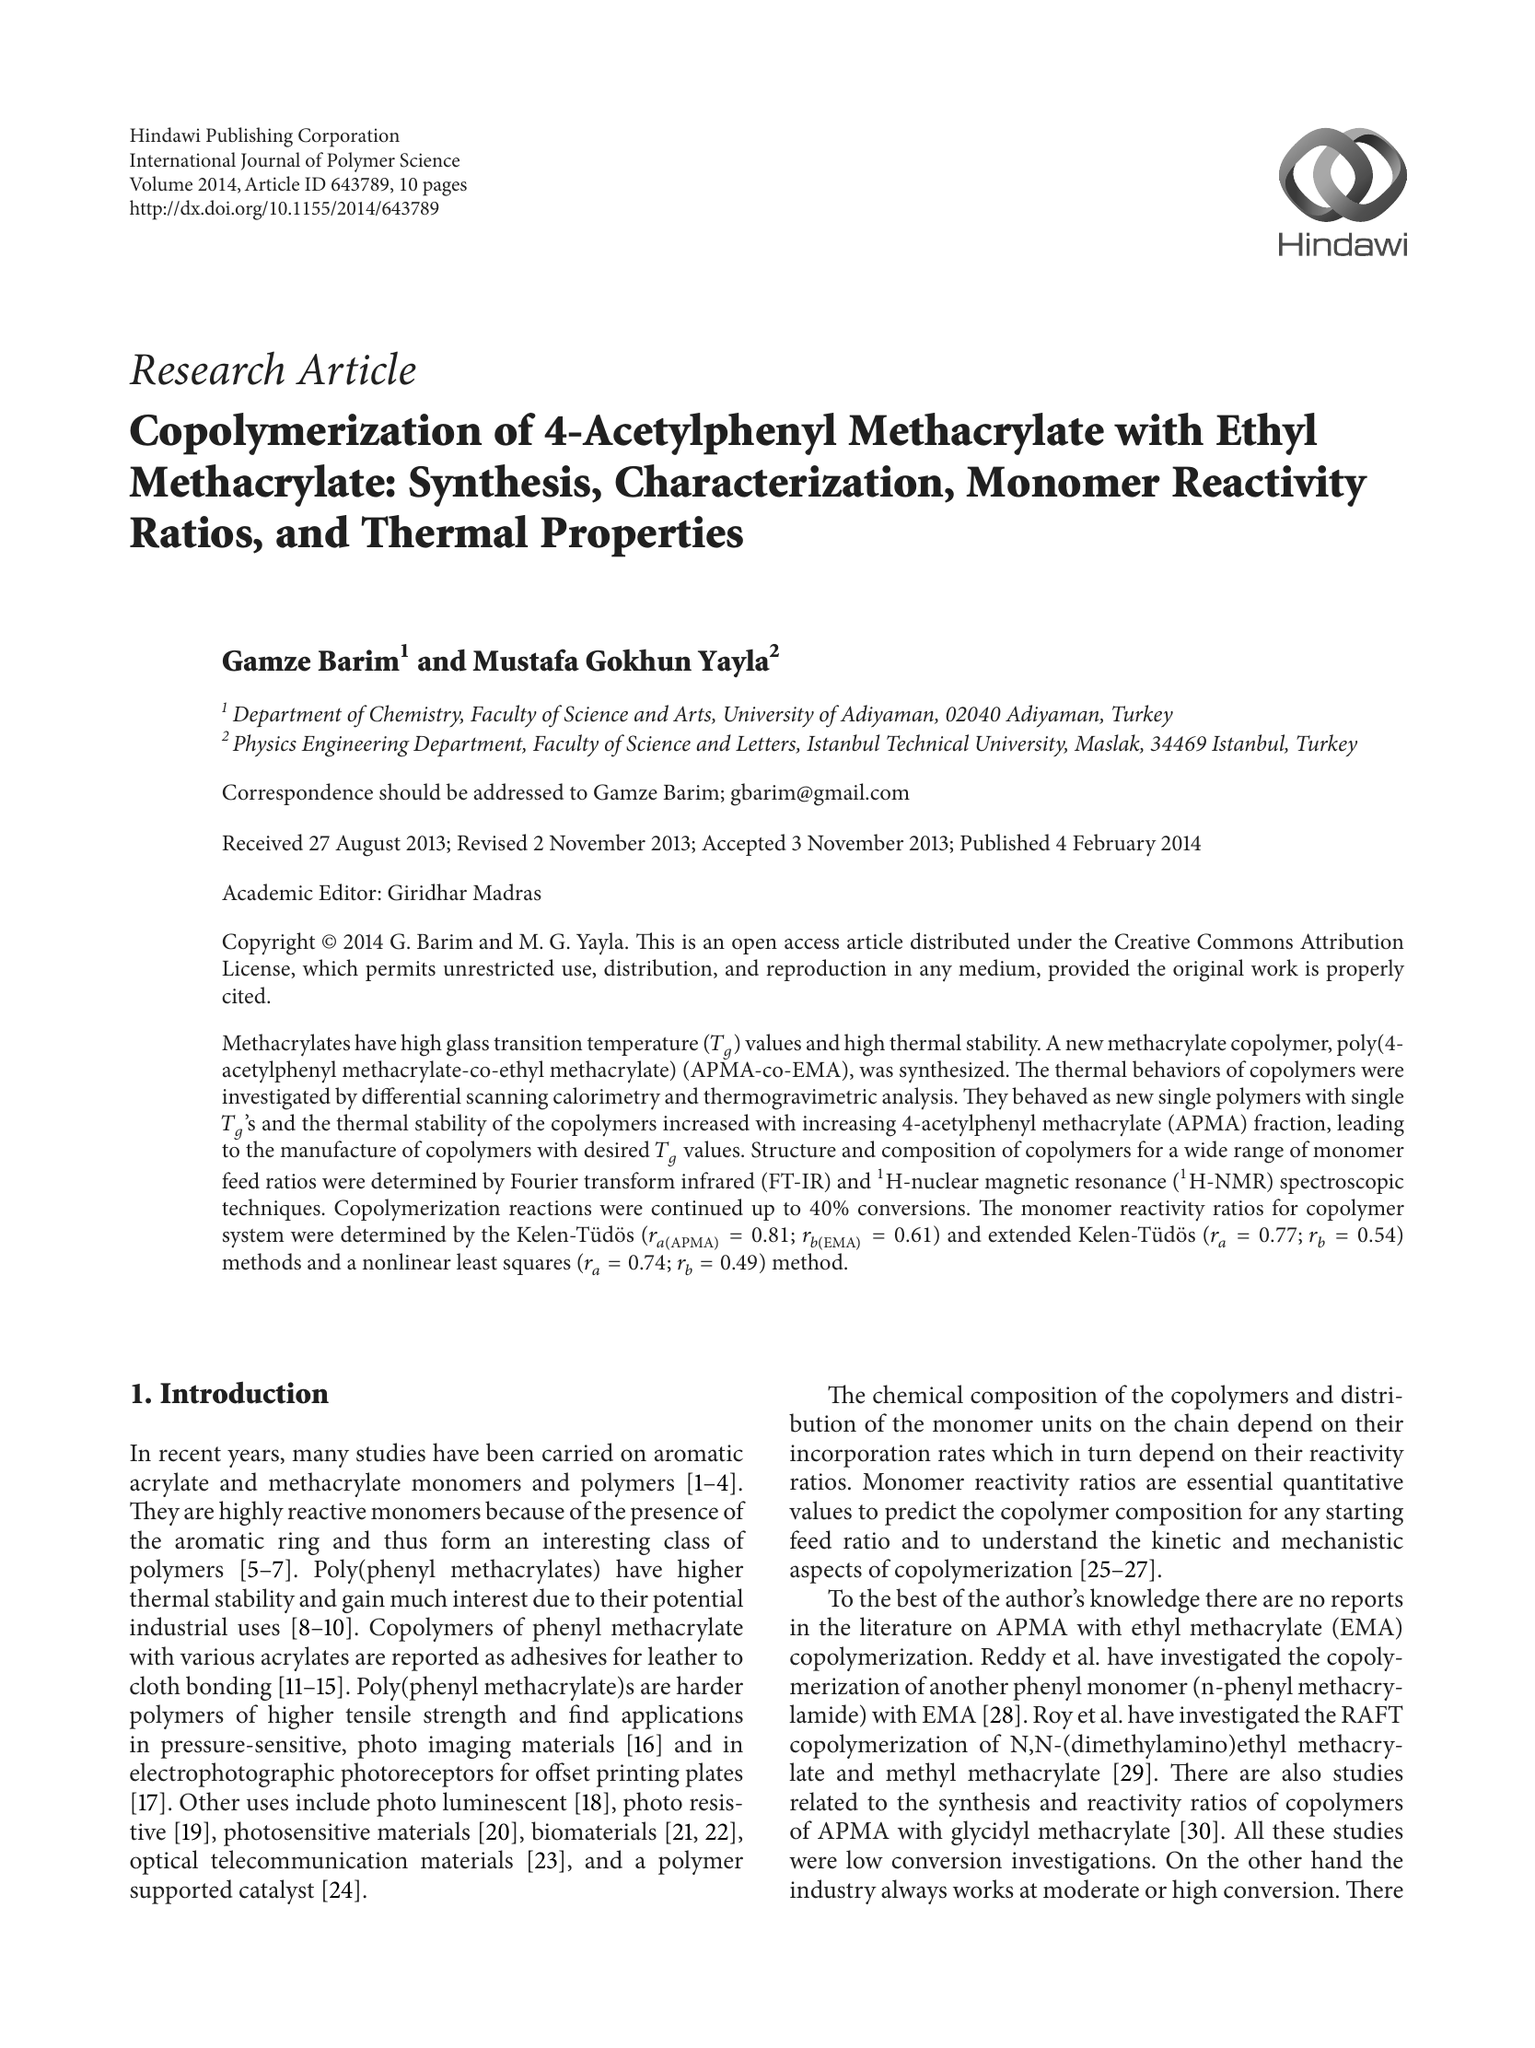 Hindawi Publishing Corporation
International Journal of Polymer Science
Volume 2014, Article ID 643789, 10 pages
http://dx.doi.org/10.1155/2014/643789
Hindawi
Research Article
Copolymerization of 4-Acetylphenyl Methacrylate with Ethyl
Methacrylate: Synthesis, Characterization, Monomer Reactivity
Ratios, and Thermal Properties
Gamze Barim¹ and Mustafa Gokhun Yayla²
¹ Department of Chemistry, Faculty of Science and Arts, University of Adiyaman, 02040 Adiyaman, Turkey
² Physics Engineering Department, Faculty of Science and Letters, Istanbul Technical University, Maslak, 34469 Istanbul, Turkey
Correspondence should be addressed to Gamze Barim; gbarim@gmail.com
Received 27 August 2013; Revised 2 November 2013; Accepted 3 November 2013; Published 4 February 2014
Academic Editor: Giridhar Madras
Copyright © 2014 G. Barim and M. G. Yayla. This is an open access article distributed under the Creative Commons Attribution
License, which permits unrestricted use, distribution, and reproduction in any medium, provided the original work is properly
cited.
Methacrylates have high glass transition temperature (T_g) values and high thermal stability. A new methacrylate copolymer, poly(4-
acetylphenyl methacrylate-co-ethyl methacrylate) (APMA-co-EMA), was synthesized. The thermal behaviors of copolymers were
investigated by differential scanning calorimetry and thermogravimetric analysis. They behaved as new single polymers with single
T_g's and the thermal stability of the copolymers increased with increasing 4-acetylphenyl methacrylate (APMA) fraction, leading
to the manufacture of copolymers with desired T_g values. Structure and composition of copolymers for a wide range of monomer
feed ratios were determined by Fourier transform infrared (FT-IR) and ¹H-nuclear magnetic resonance (¹H-NMR) spectroscopic
techniques. Copolymerization reactions were continued up to 40% conversions. The monomer reactivity ratios for copolymer
system were determined by the Kelen-Tüdös (r_a(APMA) = 0.81; r_b(EMA) = 0.61) and extended Kelen-Tüdös (r_a = 0.77; r_b = 0.54)
methods and a nonlinear least squares (r_a = 0.74; r_b = 0.49) method.
1. Introduction
In recent years, many studies have been carried on aromatic
acrylate and methacrylate monomers and polymers [1–4].
They are highly reactive monomers because of the presence of
the aromatic ring and thus form an interesting class of
polymers [5–7]. Poly(phenyl methacrylates) have higher
thermal stability and gain much interest due to their potential
industrial uses [8–10]. Copolymers of phenyl methacrylate
with various acrylates are reported as adhesives for leather to
cloth bonding [11–15]. Poly(phenyl methacrylate)s are harder
polymers of higher tensile strength and find applications
in pressure-sensitive, photo imaging materials [16] and in
electrophotographic photoreceptors for offset printing plates
[17]. Other uses include photo luminescent [18], photo resis-
tive [19], photosensitive materials [20], biomaterials [21, 22],
optical telecommunication materials [23], and a polymer
supported catalyst [24].
The chemical composition of the copolymers and distri-
bution of the monomer units on the chain depend on their
incorporation rates which in turn depend on their reactivity
ratios. Monomer reactivity ratios are essential quantitative
values to predict the copolymer composition for any starting
feed ratio and to understand the kinetic and mechanistic
aspects of copolymerization [25–27].
To the best of the author's knowledge there are no reports
in the literature on APMA with ethyl methacrylate (EMA)
copolymerization. Reddy et al. have investigated the copoly-
merization of another phenyl monomer (n-phenyl methacry-
lamide) with EMA [28]. Roy et al. have investigated the RAFT
copolymerization of N,N-(dimethylamino)ethyl methacry-
late and methyl methacrylate [29]. There are also studies
related to the synthesis and reactivity ratios of copolymers
of APMA with glycidyl methacrylate [30]. All these studies
were low conversion investigations. On the other hand the
industry always works at moderate or high conversion. There